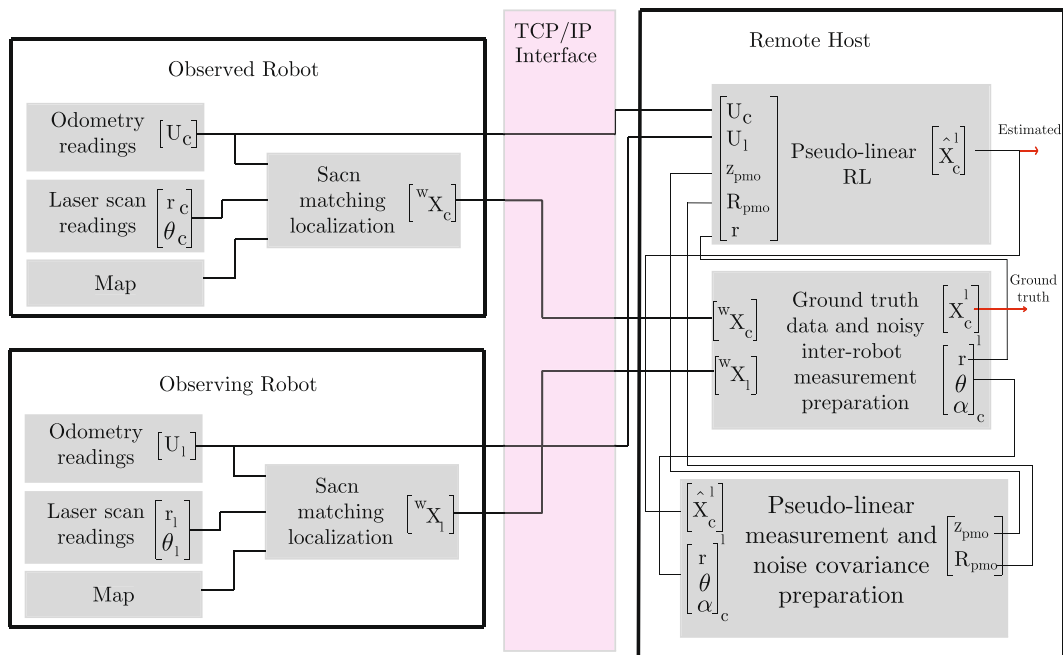 TCP/IP
Interface
Remote Host
Observed Robot
Odometry
readings
[U_c]
Laser scan
readings
[r_c
θ_c]
Map
Sacn
matching
localization
[^wX_c]
Observing Robot
Odometry
readings
[U_l]
Laser scan
readings
[r_l
θ_l]
Map
Sacn
matching
localization
[^wX_l]
[U_c
U_l
z_pmo
R_pmo
r]
Pseudo-linear
RL
[X̂_c^l]
Estimated
[^wX_c]
[^wX_l]
Ground truth
data and noisy
inter-robot
measurement
preparation
[X_c^l]
Ground
truth
[r
θ
α]_c^l
[X̂_c^l]
[r
θ
α]_c^l
Pseudo-linear
measurement and
noise covariance
preparation
[z_pmo
R_pmo]